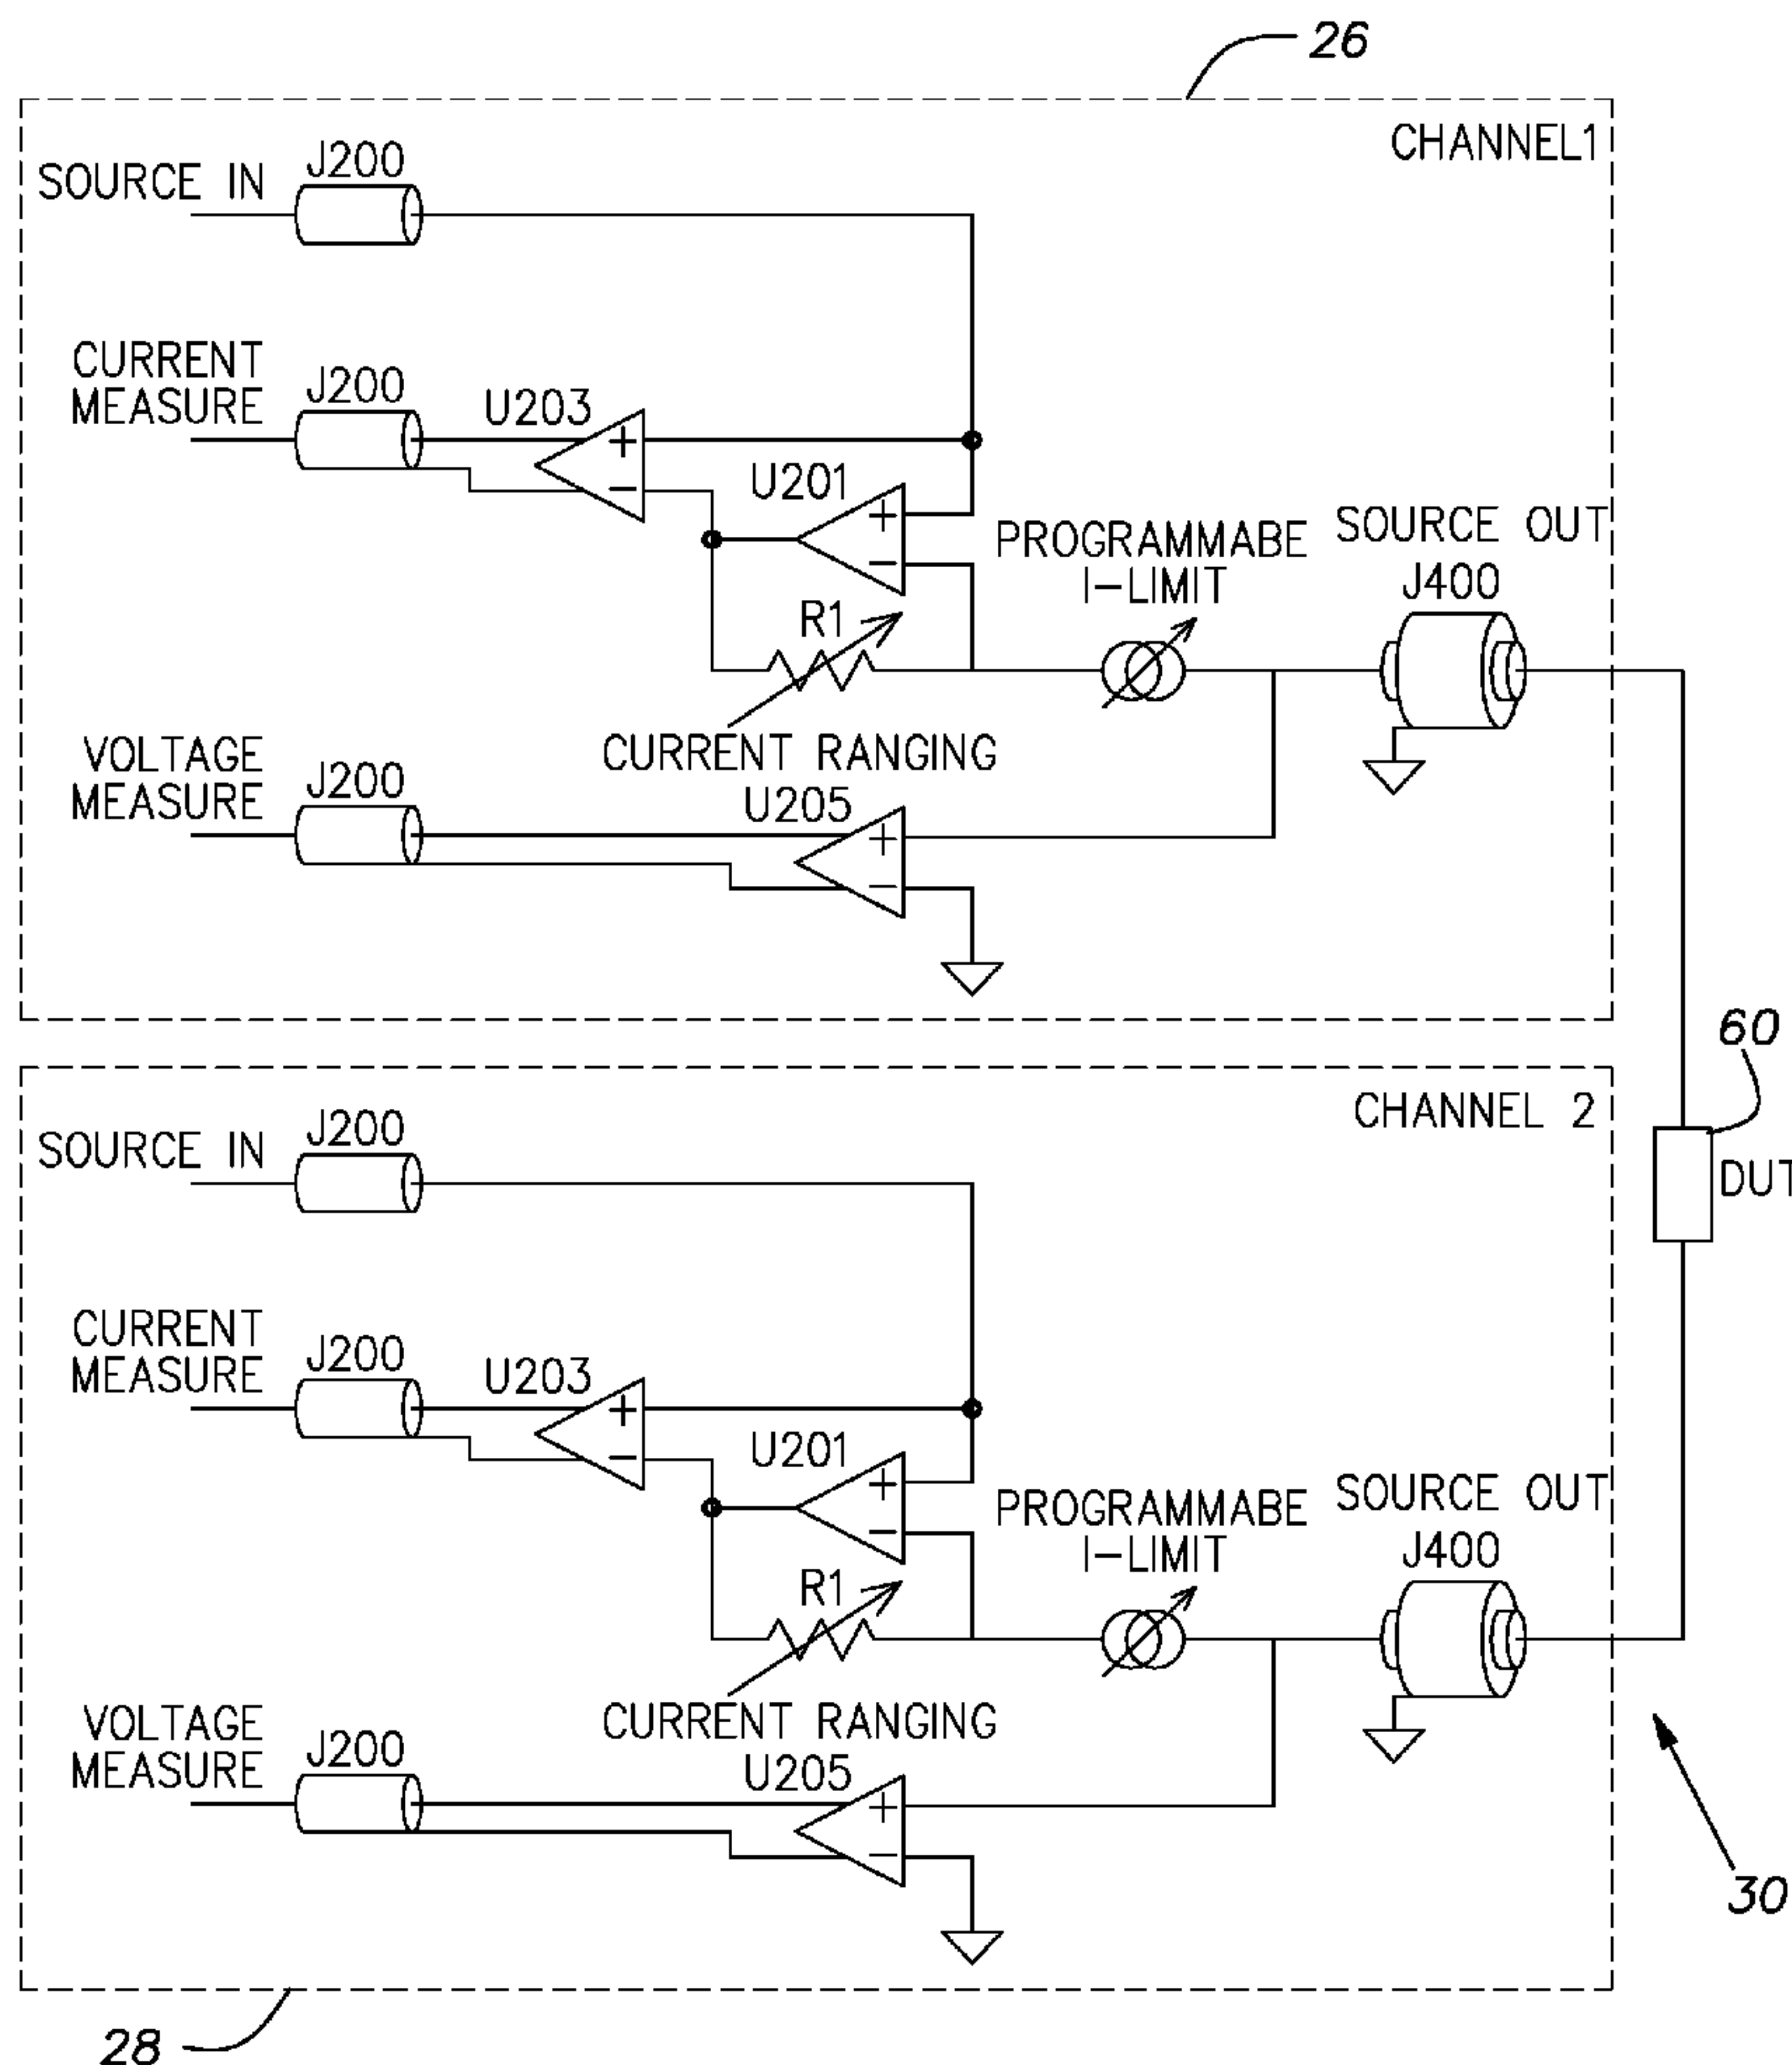 26
CHANNEL1
SOURCE IN
J200
CURRENT
MEASURE
J200
U203
+
−
U201
+
−
PROGRAMMABE
I−LIMIT
SOURCE OUT
J400
R1
CURRENT RANGING
VOLTAGE
MEASURE
J200
U205
+
−
60
DUT
CHANNEL 2
SOURCE IN
J200
CURRENT
MEASURE
J200
U203
+
−
U201
+
−
PROGRAMMABE
I−LIMIT
SOURCE OUT
J400
R1
CURRENT RANGING
VOLTAGE
MEASURE
J200
U205
+
−
30
28